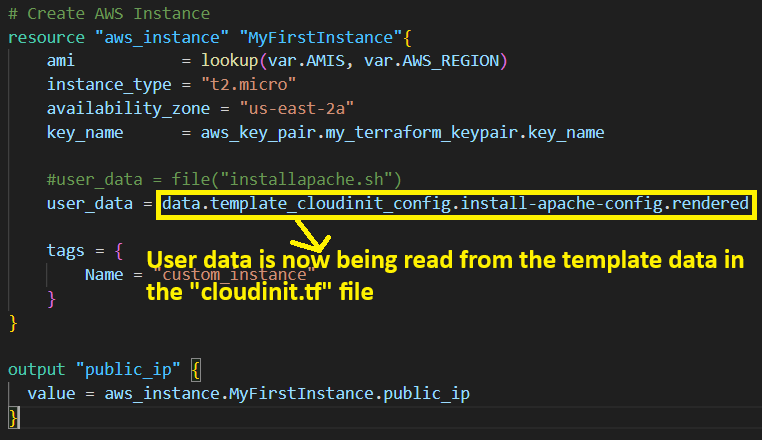 # Create AWS Instance
resource "aws_instance" "MyFirstInstance"{
    ami           = lookup(var.AMIS, var.AWS_REGION)
    instance_type = "t2.micro"
    availability_zone = "us-east-2a"
    key_name      = aws_key_pair.my_terraform_keypair.key_name
    #user_data = file("installapache.sh")
    user_data = data.template_cloudinit_config.install-apache-config.rendered
    tags = {
User data is now being read from the template data in
        Name = "custom_instance"
the "cloudinit.tf" file
    }
}
output "public_ip" {
  value = aws_instance.MyFirstInstance.public_ip
}